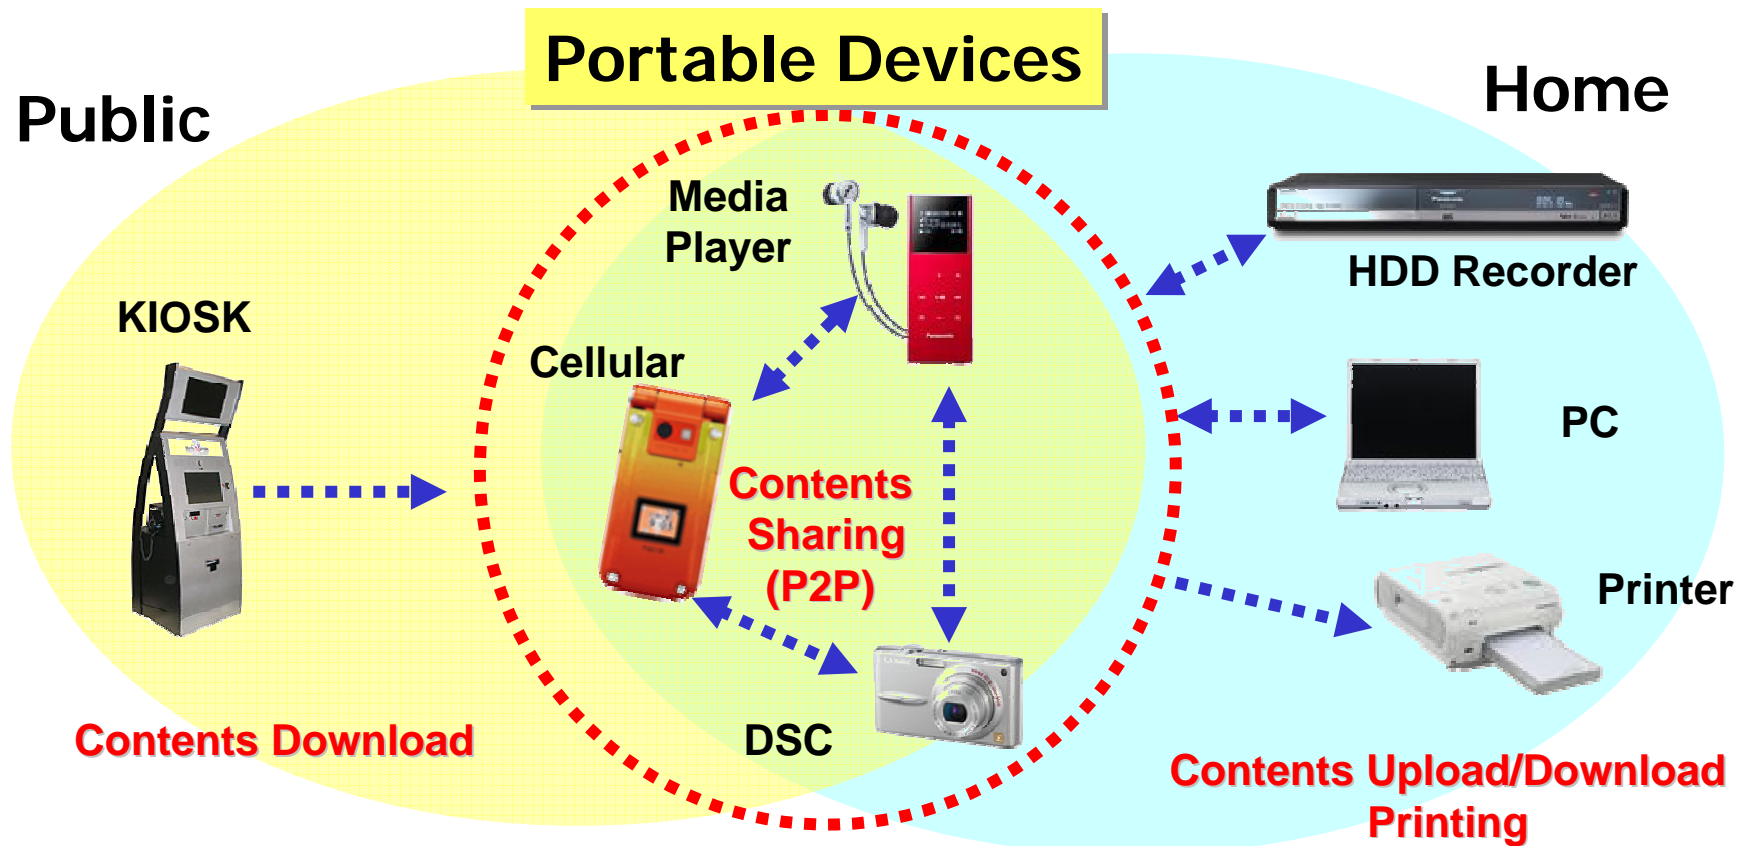 Portable Devices
Public
Home
Media
Player
HDD Recorder
KIOSK
Cellular
PC
Contents
Sharing
(P2P)
Printer
DSC
Contents Download
Contents Upload/Download
Printing